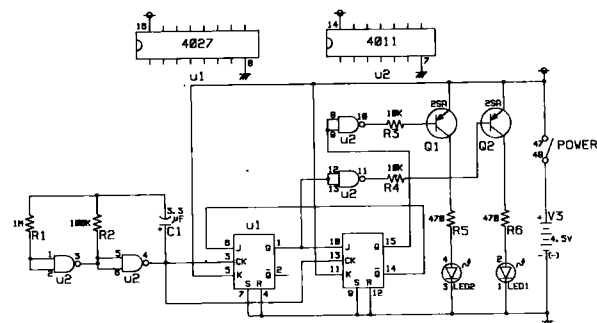 16
4027
8
u1
14
4011
7
u2
2SA
2SA
8
9
10
u2
10K
R3
Q1
Q2
47
48
POWER
12
13
11
u2
10K
R4
1M
R1
100K
R2
3.3
µF
+
C1
u1
470
R5
470
R6
+
V3
4.5V
(-)
1
2
3
u2
5
6
4
u2
6
J
Q
1
3
CK
5
K
Q
2
S
R
7
4
10
J
Q
15
13
CK
11
K
Q
14
S
R
9
12
4
3
LED2
2
1
LED1